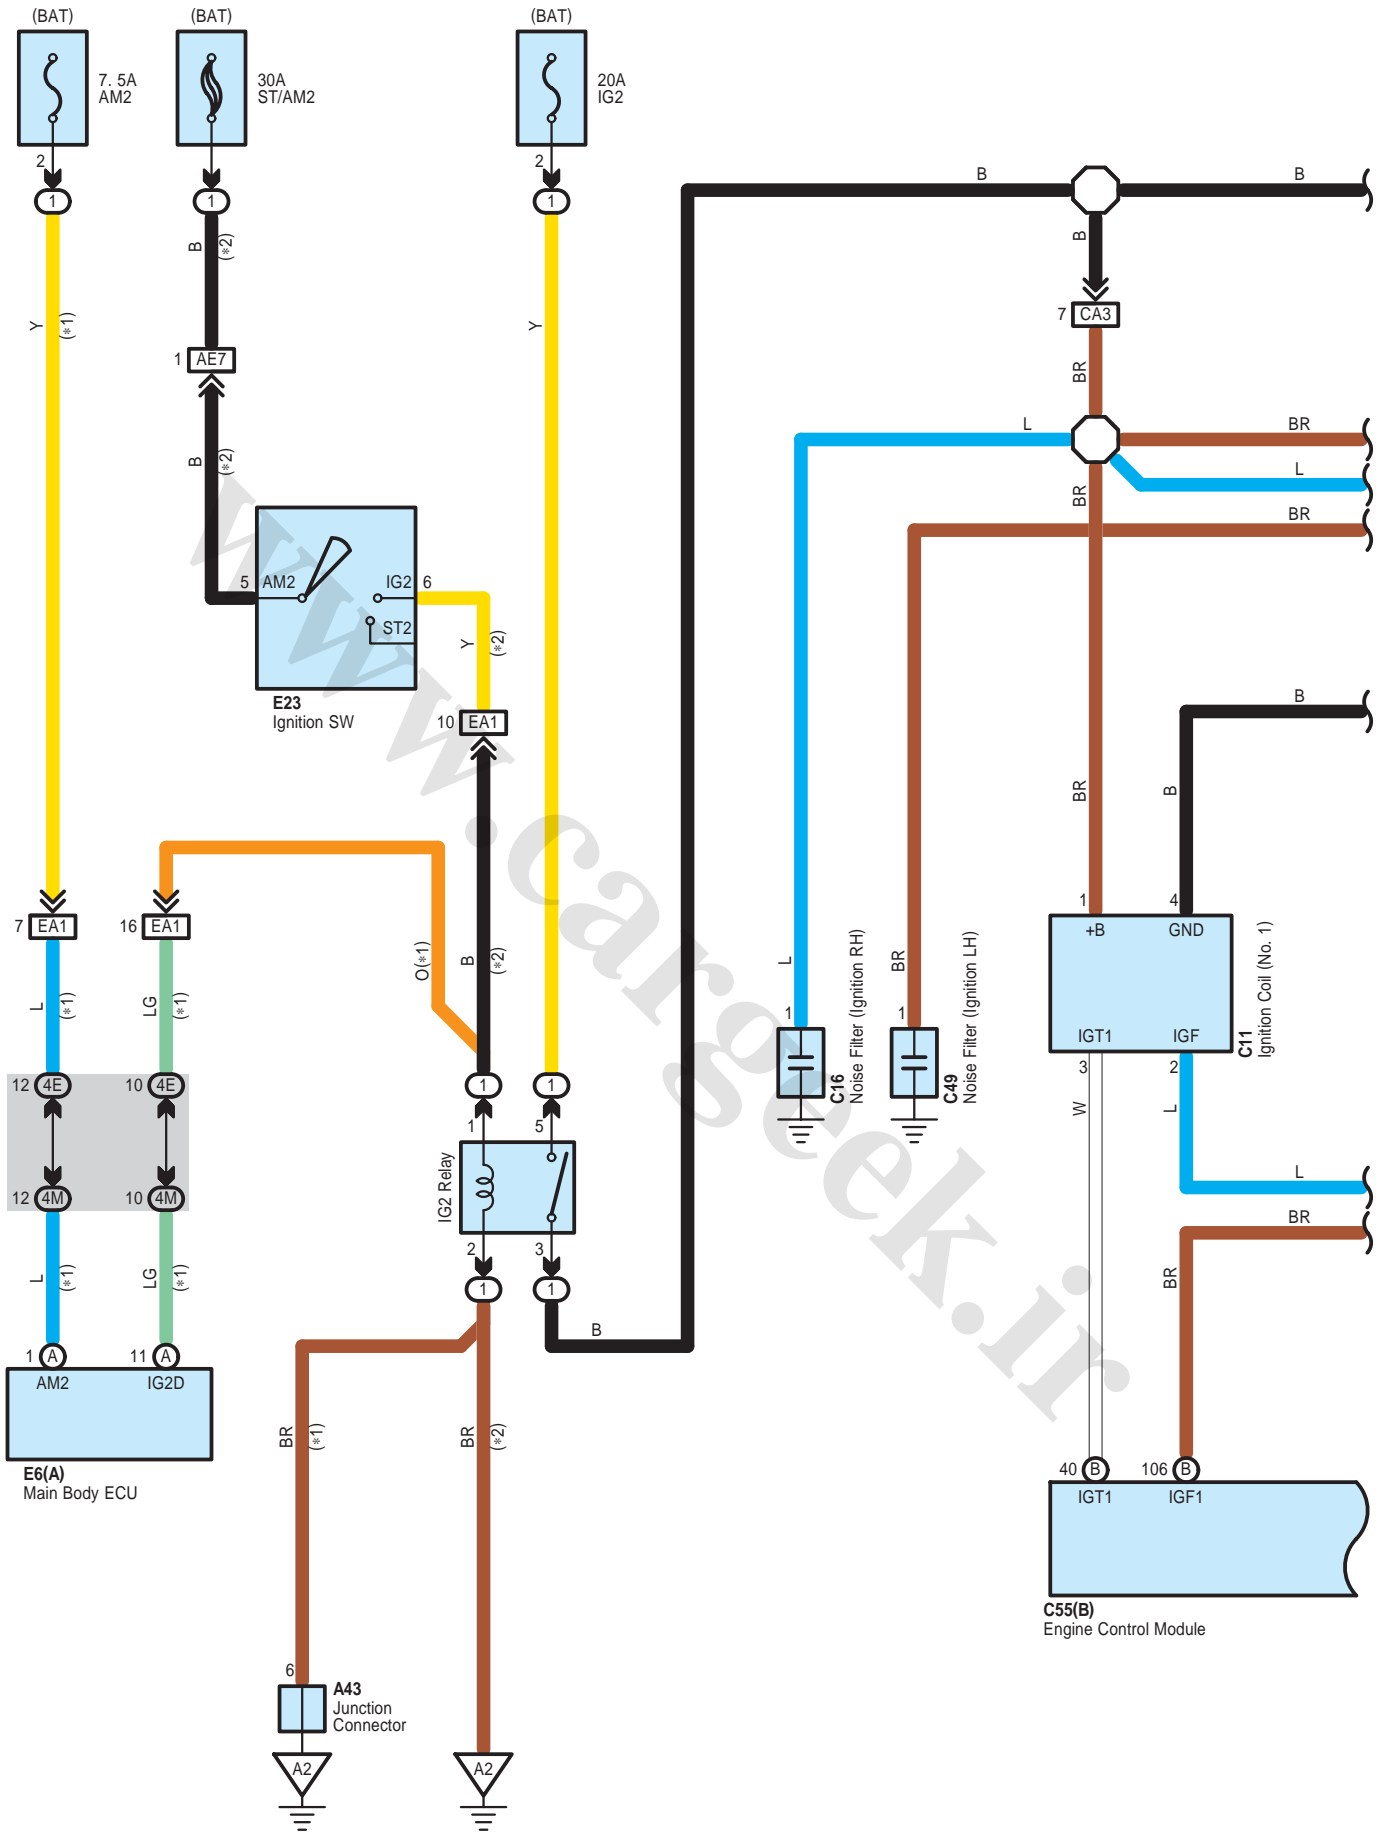 (BAT)
(BAT)
(BAT)
7. 5A
AM2
30A
ST/AM2
20A
IG2
2
2
1
1
1
B
B
B
(*2)
B
Y
(*1)
Y
7 CA3
1 AE7
BR
B
(*2)
L
BR
BR
L
BR
5 AM2
IG2 6
ST2
Y
(*2)
E23
Ignition SW
10 EA1
B
BR
B
1
4
+B
GND
7 EA1
16 EA1
O(*1)
B
(*2)
L
BR
L
(*1)
LG
(*1)
1
1
Noise Filter (Ignition RH)
C16
Noise Filter (Ignition LH)
C49
IGT1
IGF
C11
Ignition Coil (No. 1)
3
2
12 4E
10 4E
1
1
W
L
1
5
IG2 Relay
L
12 4M
10 4M
BR
2
3
1
1
L
(*1)
LG
(*1)
BR
B
1 A
11 A
AM2
IG2D
E6(A)
Main Body ECU
BR
(*1)
BR
(*2)
40 B
106 B
IGT1
IGF1
C55(B)
Engine Control Module
6
A43
Junction
Connector
A2
A2
www.cargeek.ir